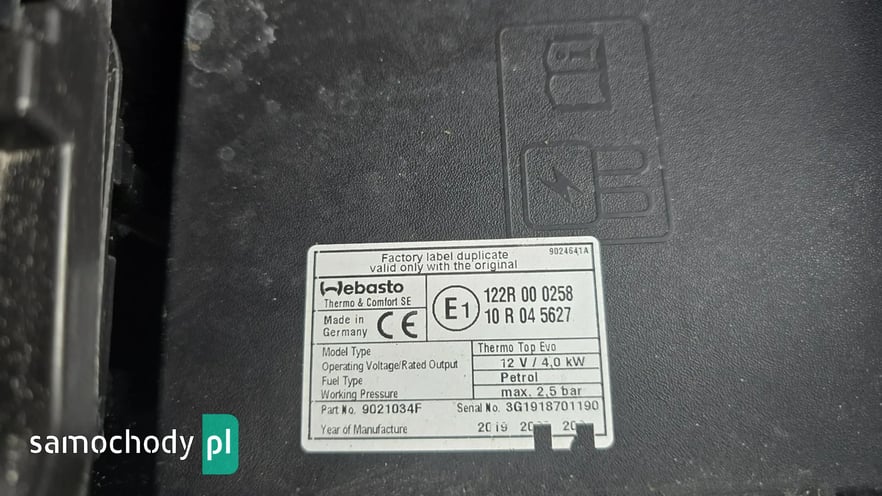 Factory label duplicate
valid only with the original
9024641A
Webasto
Thermo & Comfort SE
Made in
Germany
CE
E1
122R 00 0258
10 R 04 5627
Model Type Thermo Top Evo
Operating Voltage/Rated Output 12 V / 4,0 kW
Fuel Type Petrol
Working Pressure max. 2,5 bar
Part No. 9021034F Serial No. 3G1918701190
Year of Manufacture 2019
samochody pl